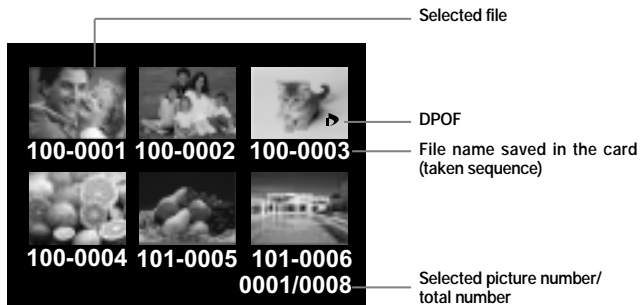 Selected file
DPOF
100-0001 100-0002 100-0003
File name saved in the card
(taken sequence)
100-0004 101-0005 101-0006
0001/0008
Selected picture number/
total number